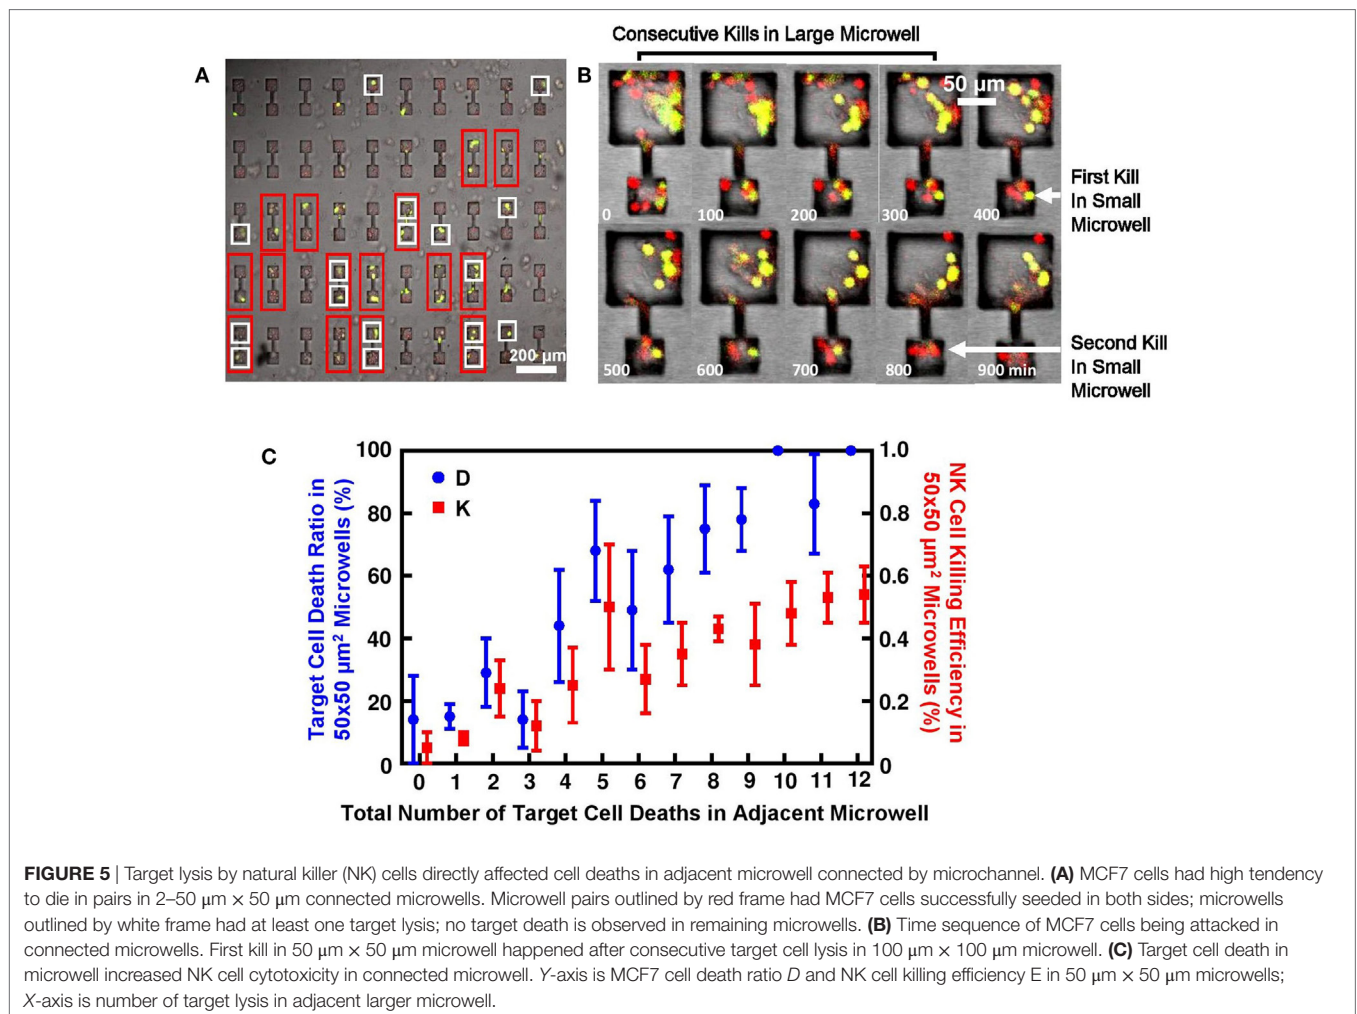 Consecutive Kills in Large Microwell
A
B
50 μm
0
100
200
300
400
First Kill
In Small
Microwell
200 μm
500
600
700
800
900 min
Second Kill
In Small
Microwell
C
Target Cell Death Ratio in
50x50 μm² Microwells (%)
100
80
60
40
20
0
D
K
1.0
0.8
0.6
0.4
0.2
0
NK Cell Killing Efficiency in
50x50 μm² Microwells (%)
0 1 2 3 4 5 6 7 8 9 10 11 12
Total Number of Target Cell Deaths in Adjacent Microwell
FIGURE 5 | Target lysis by natural killer (NK) cells directly affected cell deaths in adjacent microwell connected by microchannel. (A) MCF7 cells had high tendency
to die in pairs in 2–50 μm × 50 μm connected microwells. Microwell pairs outlined by red frame had MCF7 cells successfully seeded in both sides; microwells
outlined by white frame had at least one target lysis; no target death is observed in remaining microwells. (B) Time sequence of MCF7 cells being attacked in
connected microwells. First kill in 50 μm × 50 μm microwell happened after consecutive target cell lysis in 100 μm × 100 μm microwell. (C) Target cell death in
microwell increased NK cell cytotoxicity in connected microwell. Y-axis is MCF7 cell death ratio D and NK cell killing efficiency E in 50 μm × 50 μm microwells;
X-axis is number of target lysis in adjacent larger microwell.